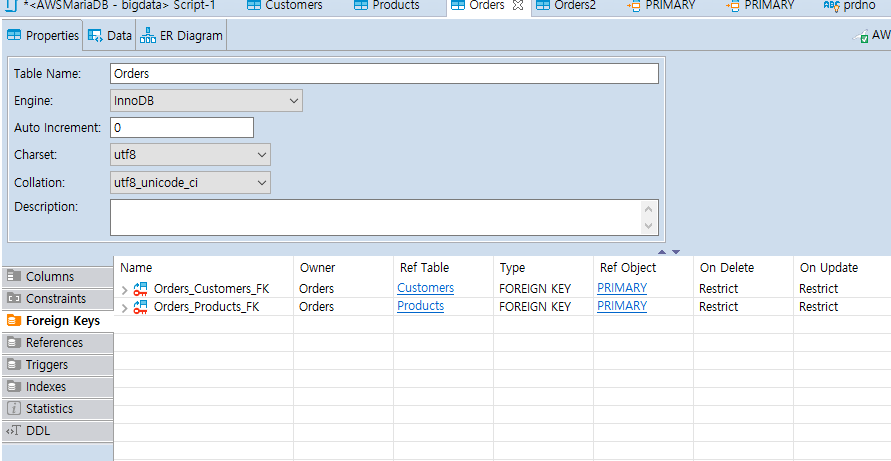 *<AWSMariaDB - bigdata> Script-1 Customers Products Orders Orders2 PRIMARY PRIMARY ABC prdno
Properties Data ER Diagram AW
Table Name: Orders
Engine: InnoDB
Auto Increment: 0
Charset: utf8
Collation: utf8_unicode_ci
Description:
Name Owner Ref Table Type Ref Object On Delete On Update
Columns
Orders_Customers_FK Orders Customers FOREIGN KEY PRIMARY Restrict Restrict
Constraints
Orders_Products_FK Orders Products FOREIGN KEY PRIMARY Restrict Restrict
Foreign Keys
References
Triggers
Indexes
Statistics
DDL